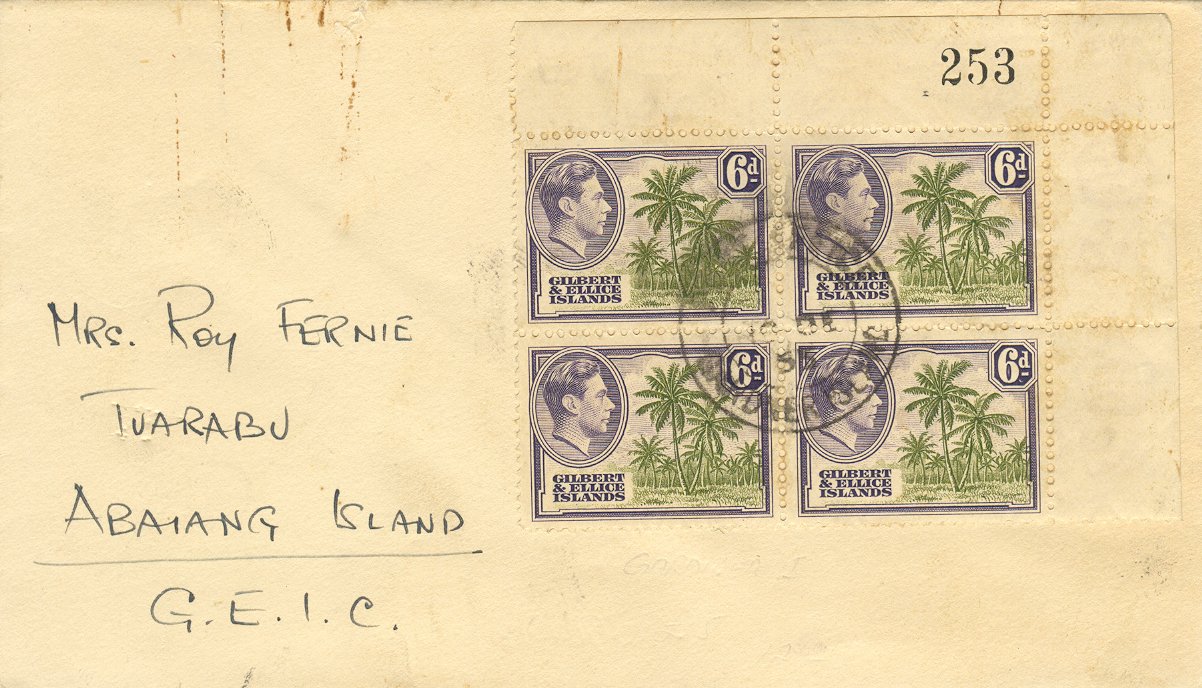 253
6d
GILBERT
& ELLICE
ISLANDS
6d
GILBERT
& ELLICE
ISLANDS
6d
GILBERT
& ELLICE
ISLANDS
6d
GILBERT
& ELLICE
ISLANDS
MRS. ROY FERNIE
TUARABU
ABAIANG ISLAND
G.E.I.C.